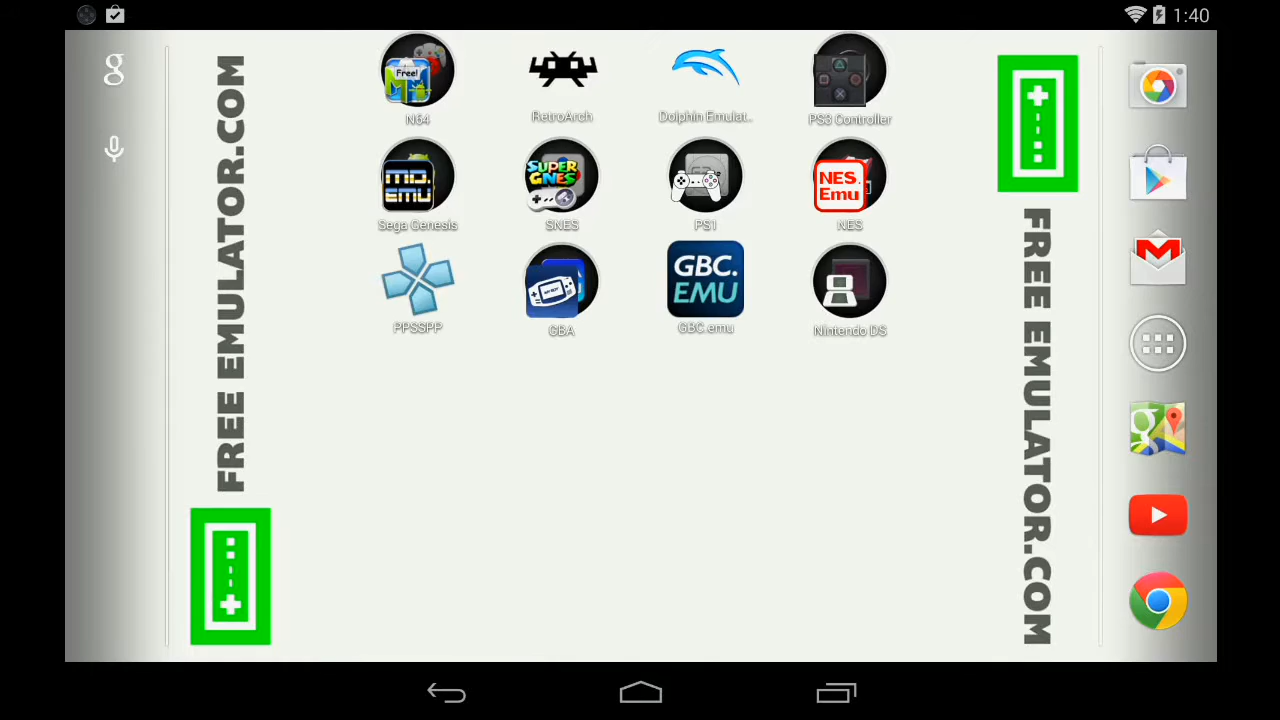 1:40
g
FREE EMULATOR.COM
Free!
N64
RetroArch
Dolphin Emulat..
PS3 Controller
MD.
EMU
Sega Genesis
SUPER
GNES
SNES
PS1
NES.
Emu
NES
PPSSPP
GBA
GBC.
EMU
GBC.emu
Nintendo DS
FREE EMULATOR.COM